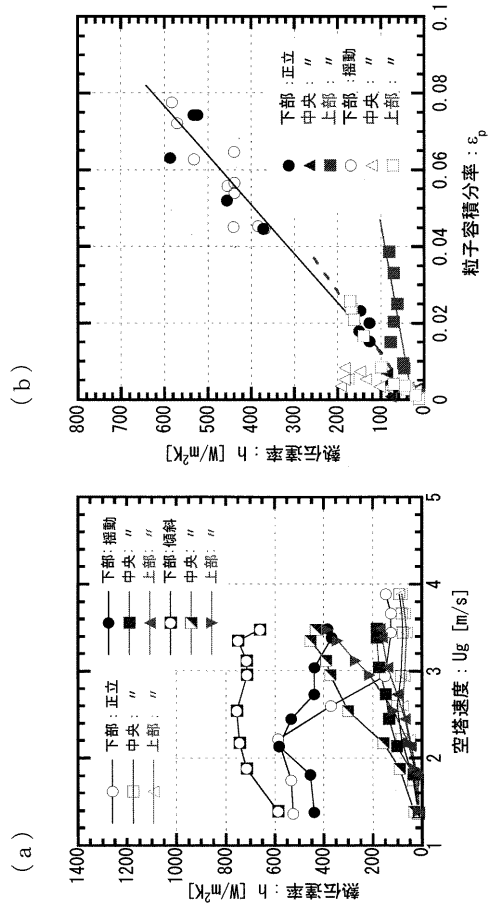 (a)
熱伝達率：h [W/m²K]
1400
1200
1000
800
600
400
200
0
1
2
3
4
5
空塔速度：Ug [m/s]
下部：正立
中央：〃
上部：〃
下部：揺動
中央：〃
上部：〃
下部：傾斜
中央：〃
上部：〃
(b)
熱伝達率：h [W/m²K]
800
700
600
500
400
300
200
100
0
0
0.02
0.04
0.06
0.08
0.1
粒子容積分率：εp
下部：正立
中央：〃
上部：〃
下部：揺動
中央：〃
上部：〃